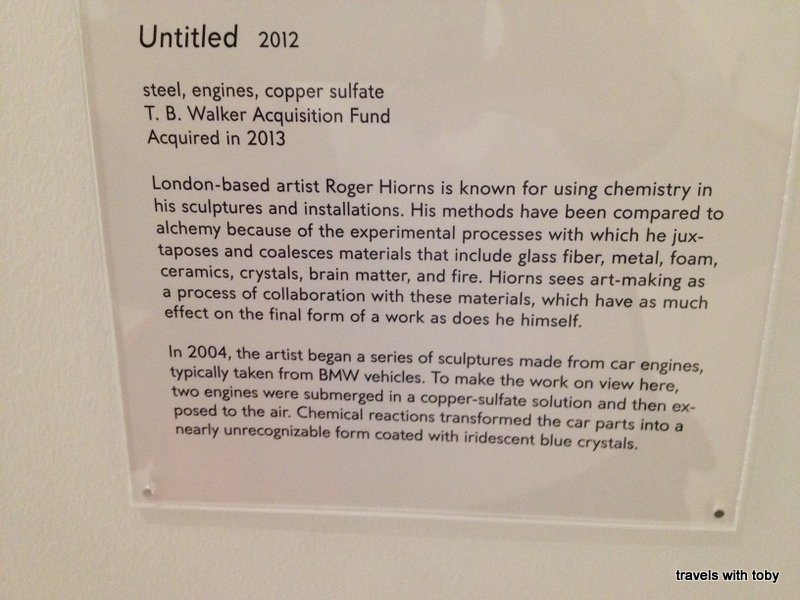 Untitled 2012
steel, engines, copper sulfate
T. B. Walker Acquisition Fund
Acquired in 2013
London-based artist Roger Hiorns is known for using chemistry in
his sculptures and installations. His methods have been compared to
alchemy because of the experimental processes with which he jux-
taposes and coalesces materials that include glass fiber, metal, foam,
ceramics, crystals, brain matter, and fire. Hiorns sees art-making as
a process of collaboration with these materials, which have as much
effect on the final form of a work as does he himself.
In 2004, the artist began a series of sculptures made from car engines,
typically taken from BMW vehicles. To make the work on view here,
two engines were submerged in a copper-sulfate solution and then ex-
posed to the air. Chemical reactions transformed the car parts into a
nearly unrecognizable form coated with iridescent blue crystals.
travels with toby